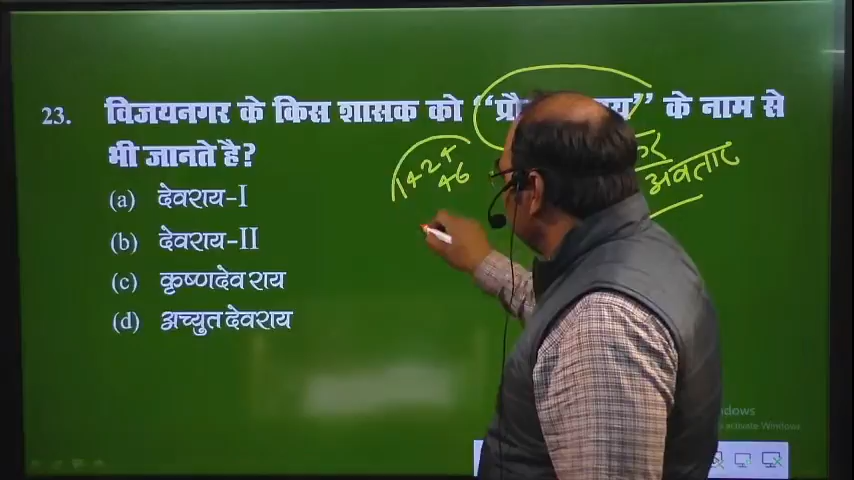 23. विजयनगर के किस शासक को “प्रौ राय” के नाम से
भी जानते है?
(a) देवराय-I
(b) देवराय-II
(c) कृष्णदेव राय
(d) अच्युत देवराय
1424
46
अवतार